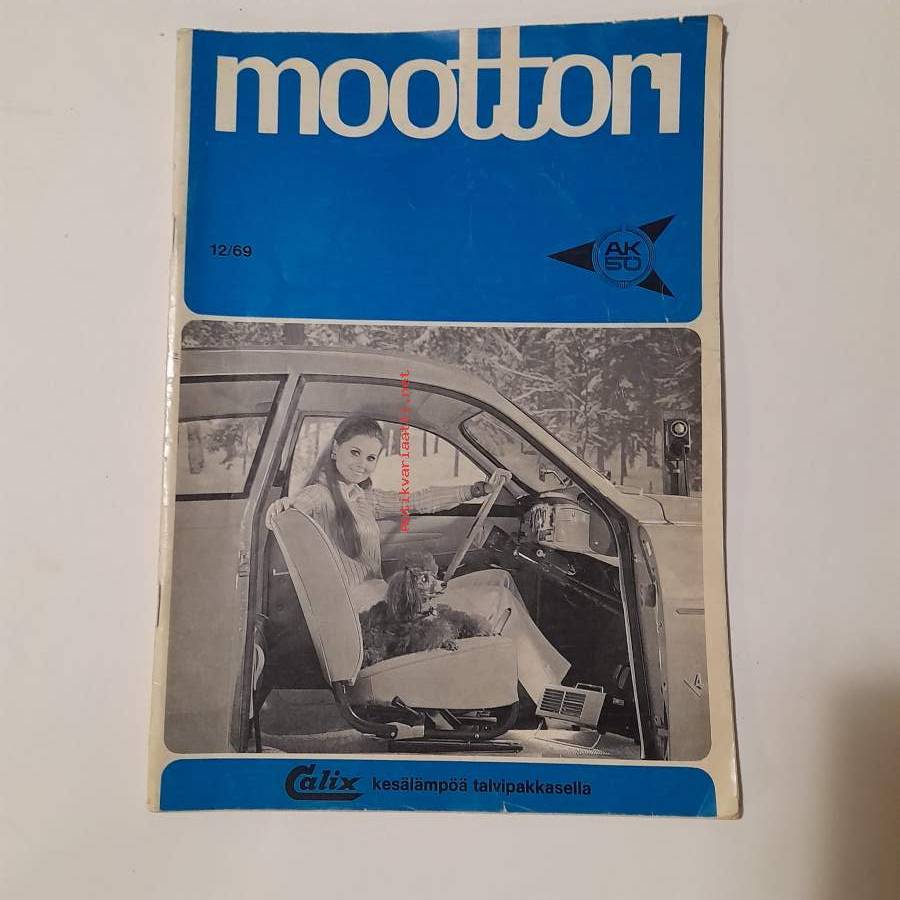 moottori
12/69
AK
50
Antikvariaatti.net
Calix kesälämpöä talvipakkasella